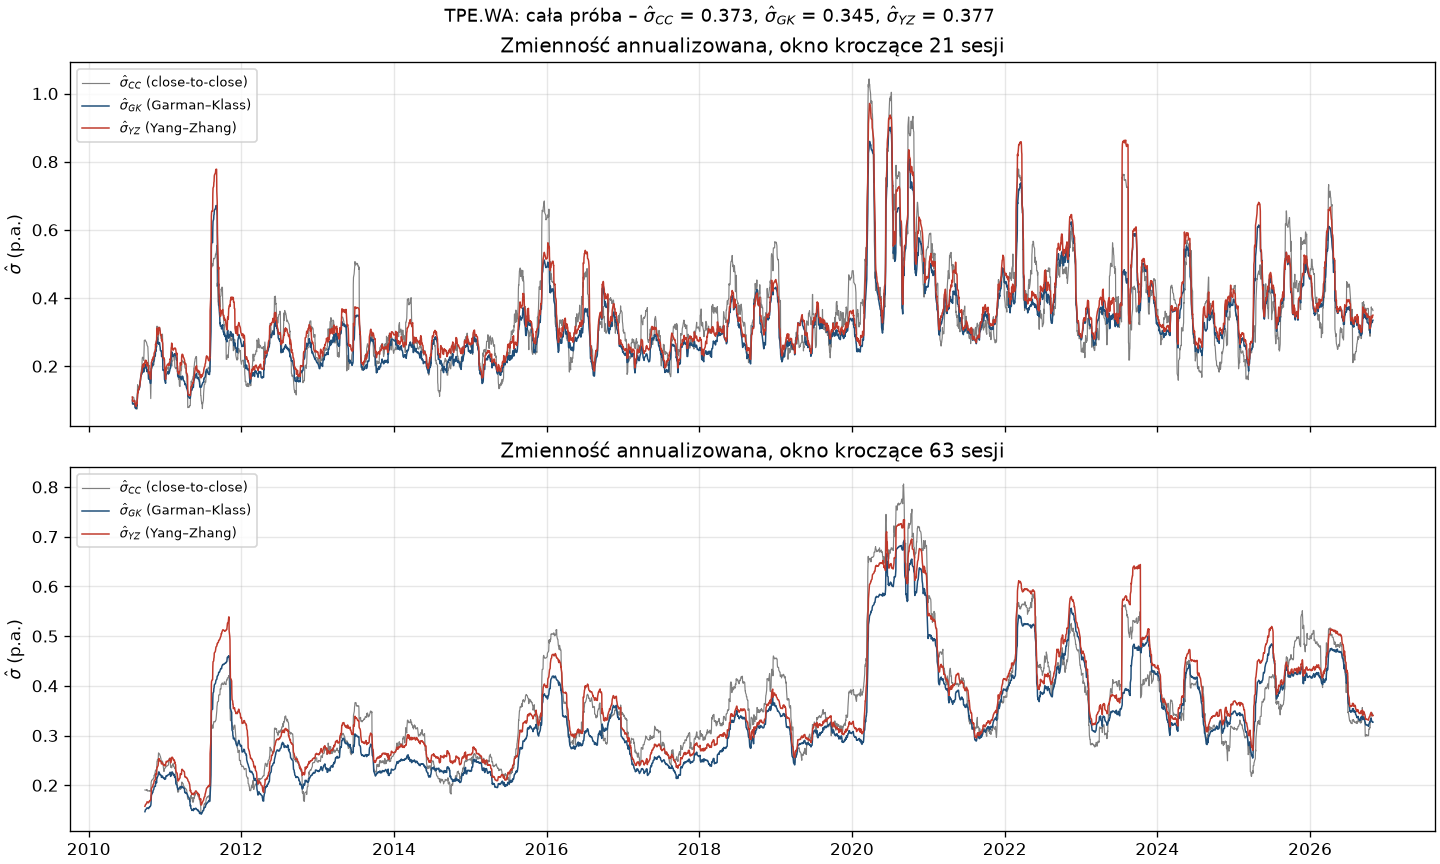 TPE.WA: cała próba – σ̂CC = 0.373, σ̂GK = 0.345, σ̂YZ = 0.377
Zmienność annualizowana, okno kroczące 21 sesji
σ̂CC (close-to-close)
σ̂GK (Garman–Klass)
σ̂YZ (Yang–Zhang)
σ̂ (p.a.)
1.0
0.8
0.6
0.4
0.2
Zmienność annualizowana, okno kroczące 63 sesji
σ̂CC (close-to-close)
σ̂GK (Garman–Klass)
σ̂YZ (Yang–Zhang)
σ̂ (p.a.)
0.8
0.7
0.6
0.5
0.4
0.3
0.2
2010 2012 2014 2016 2018 2020 2022 2024 2026